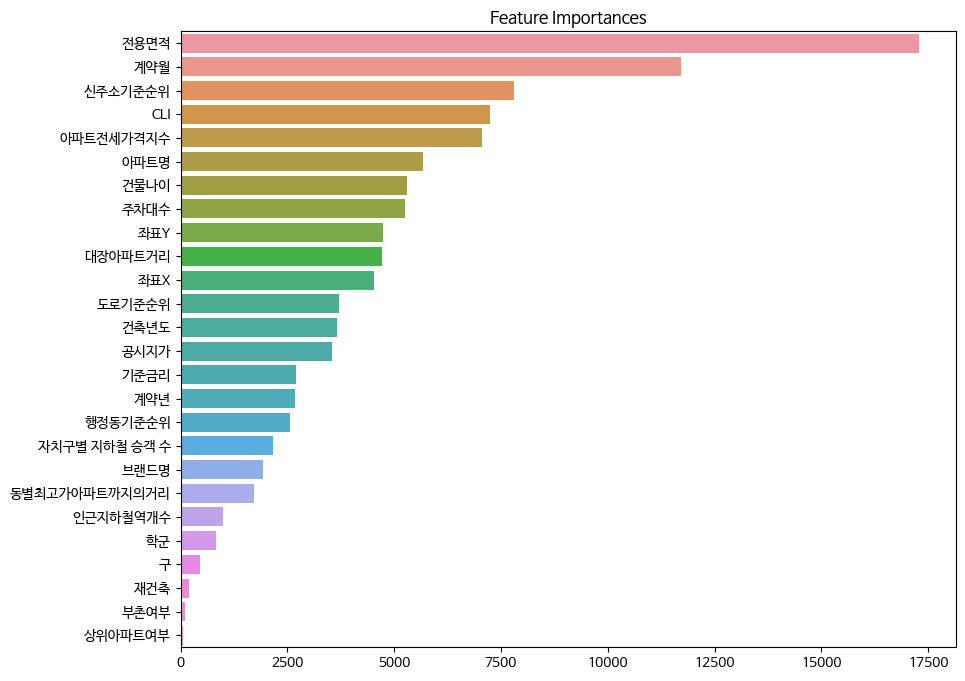 Feature Importances
전용면적
계약월
신주소기준순위
CLI
아파트전세가격지수
아파트명
건물나이
주차대수
좌표Y
대장아파트거리
좌표X
도로기준순위
건축년도
공시지가
기준금리
계약년
행정동기준순위
자치구별 지하철 승객 수
브랜드명
동별최고가아파트까지의거리
인근지하철역개수
학군
구
재건축
부촌여부
상위아파트여부
0 2500 5000 7500 10000 12500 15000 17500